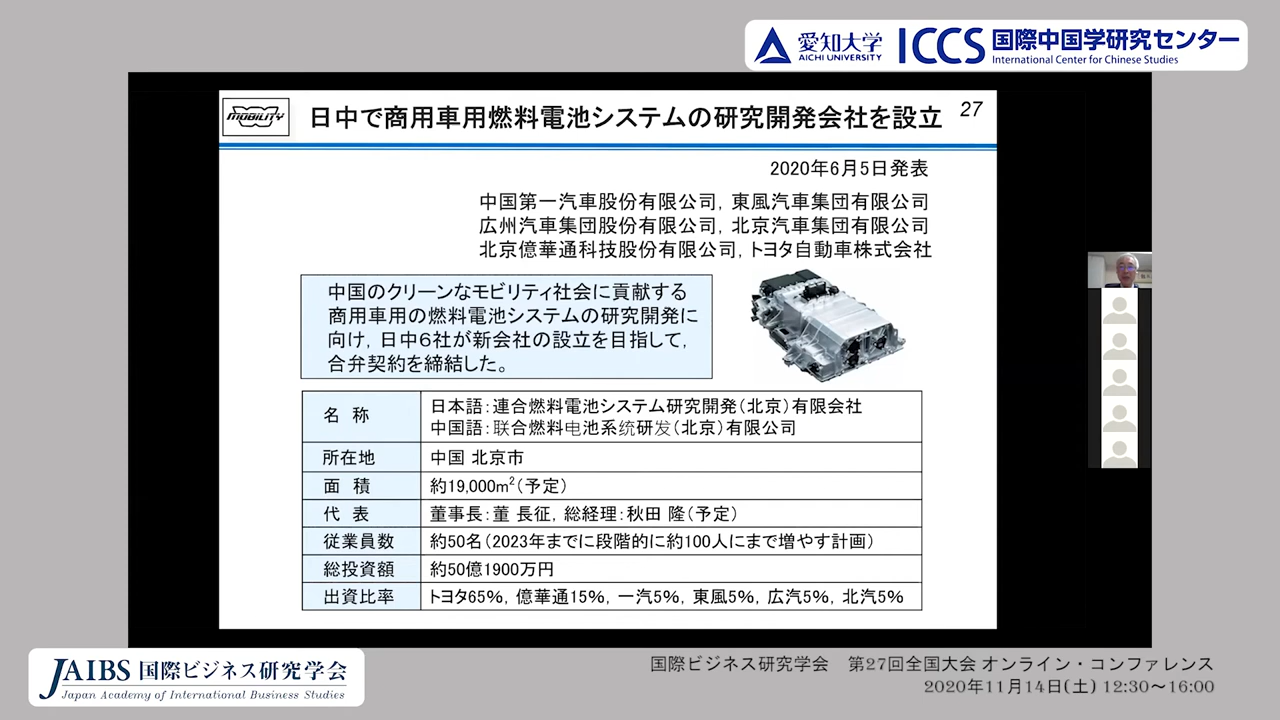 愛知大学
AICHI UNIVERSITY
ICCS 国際中国学研究センター
International Center for Chinese Studies
MOBILITY
日中で商用車用燃料電池システムの研究開発会社を設立
27
2020年6月5日発表
中国第一汽車股份有限公司, 東風汽車集団有限公司
広州汽車集団股份有限公司, 北京汽車集団有限公司
北京億華通科技股份有限公司, トヨタ自動車株式会社
中国のクリーンなモビリティ社会に貢献する
商用車用の燃料電池システムの研究開発に
向け, 日中6社が新会社の設立を目指して,
合弁契約を締結した。
名 称
日本語:連合燃料電池システム研究開発(北京)有限会社
中国語:联合燃料电池系统研发(北京)有限公司
所在地
中国 北京市
面 積
約19,000m²(予定)
代 表
董事長:董 長征, 総経理:秋田 隆(予定)
従業員数
約50名(2023年までに段階的に約100人にまで増やす計画)
総投資額
約50億1900万円
出資比率
トヨタ65%, 億華通15%, 一汽5%, 東風5%, 広汽5%, 北汽5%
JAIBS 国際ビジネス研究学会
Japan Academy of International Business Studies
国際ビジネス研究学会 第27回全国大会 オンライン・コンファレンス
2020年11月14日(土) 12:30〜16:00